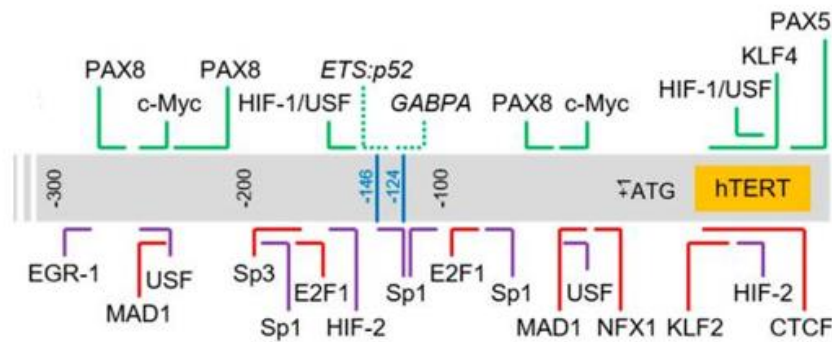 PAX5
KLF4
PAX8 PAX8 ETS:p52 HIF-1/USF
c-Myc HIF-1/USF GABPA PAX8 c-Myc
-300 -200 -146 -124 -100 +1 ATG hTERT
EGR-1 USF Sp3 E2F1 Sp1 E2F1 Sp1 USF HIF-2
MAD1 Sp1 HIF-2 MAD1 NFX1 KLF2 CTCF